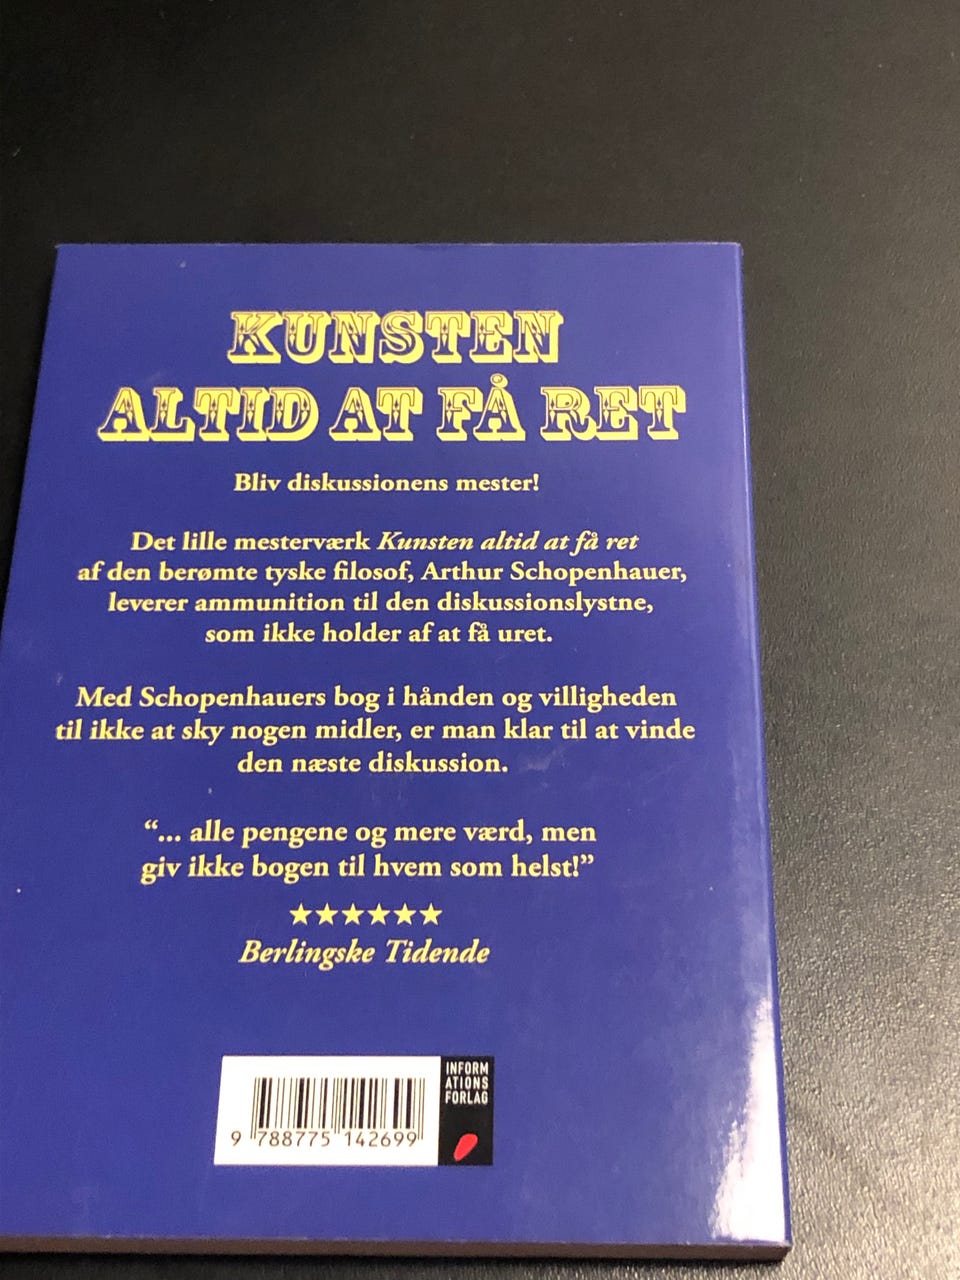 KUNSTEN
ALTID AT FÅ RET
Bliv diskussionens mester!
Det lille mesterværk Kunsten altid at få ret
af den berømte tyske filosof, Arthur Schopenhauer,
leverer ammunition til den diskussionslystne,
som ikke holder af at få uret.
Med Schopenhauers bog i hånden og villigheden
til ikke at sky nogen midler, er man klar til at vinde
den næste diskussion.
“... alle pengene og mere værd, men
giv ikke bogen til hvem som helst!”
★★★★★★
Berlingske Tidende
INFORM
ATIONS
FORLAG
9 788775 142699